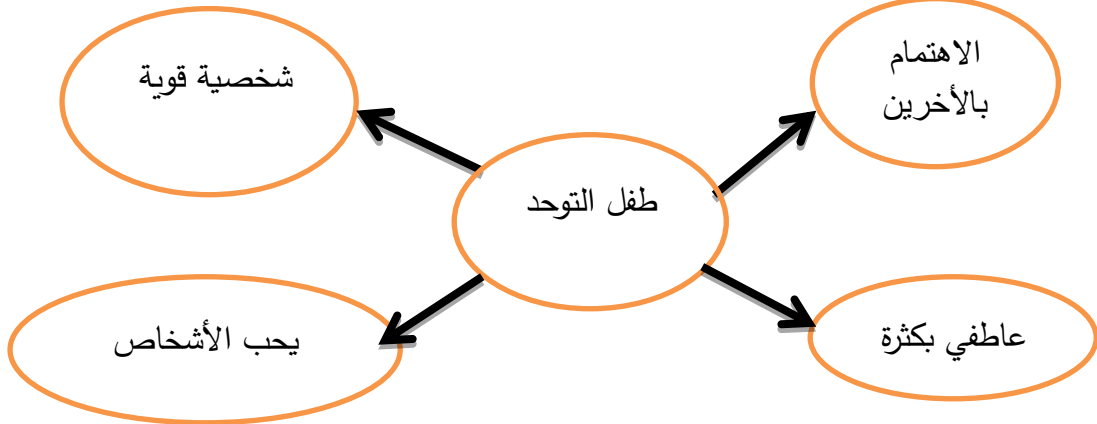 الاهتمام
بالأخرين
شخصية قوية
طفل التوحد
عاطفي بكثرة
يحب الأشخاص